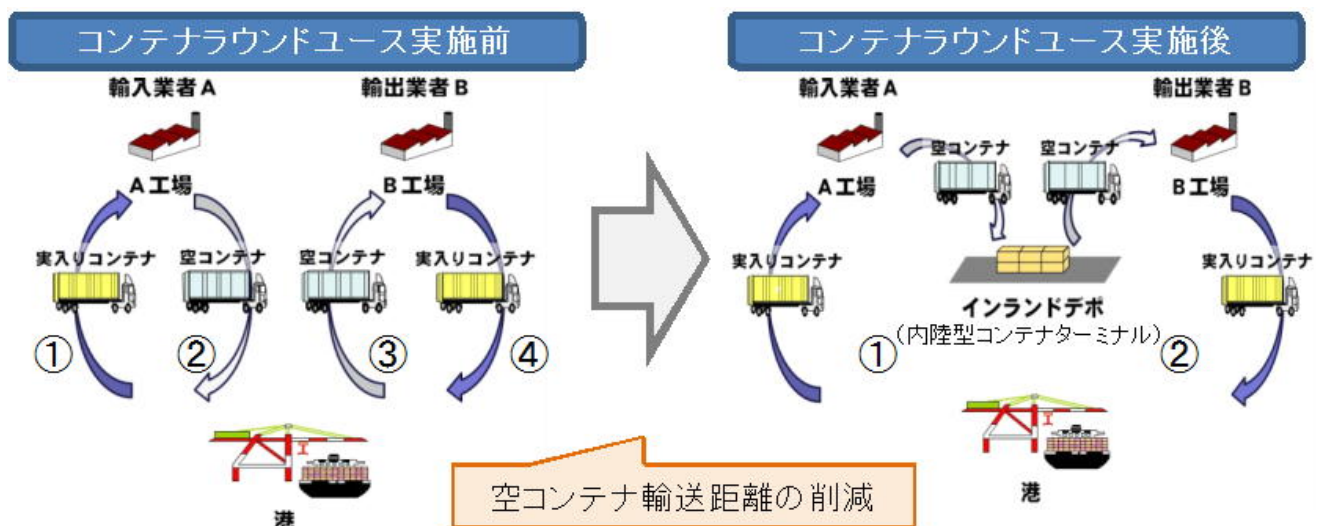 コンテナラウンドユース実施前
輸入業者A
輸出業者B
A工場
B工場
実入りコンテナ
空コンテナ
空コンテナ
実入りコンテナ
①
②
③
④
港
コンテナラウンドユース実施後
輸入業者A
輸出業者B
空コンテナ
空コンテナ
A工場
B工場
実入りコンテナ
実入りコンテナ
インランドデポ
(内陸型コンテナターミナル)
①
②
港
空コンテナ輸送距離の削減